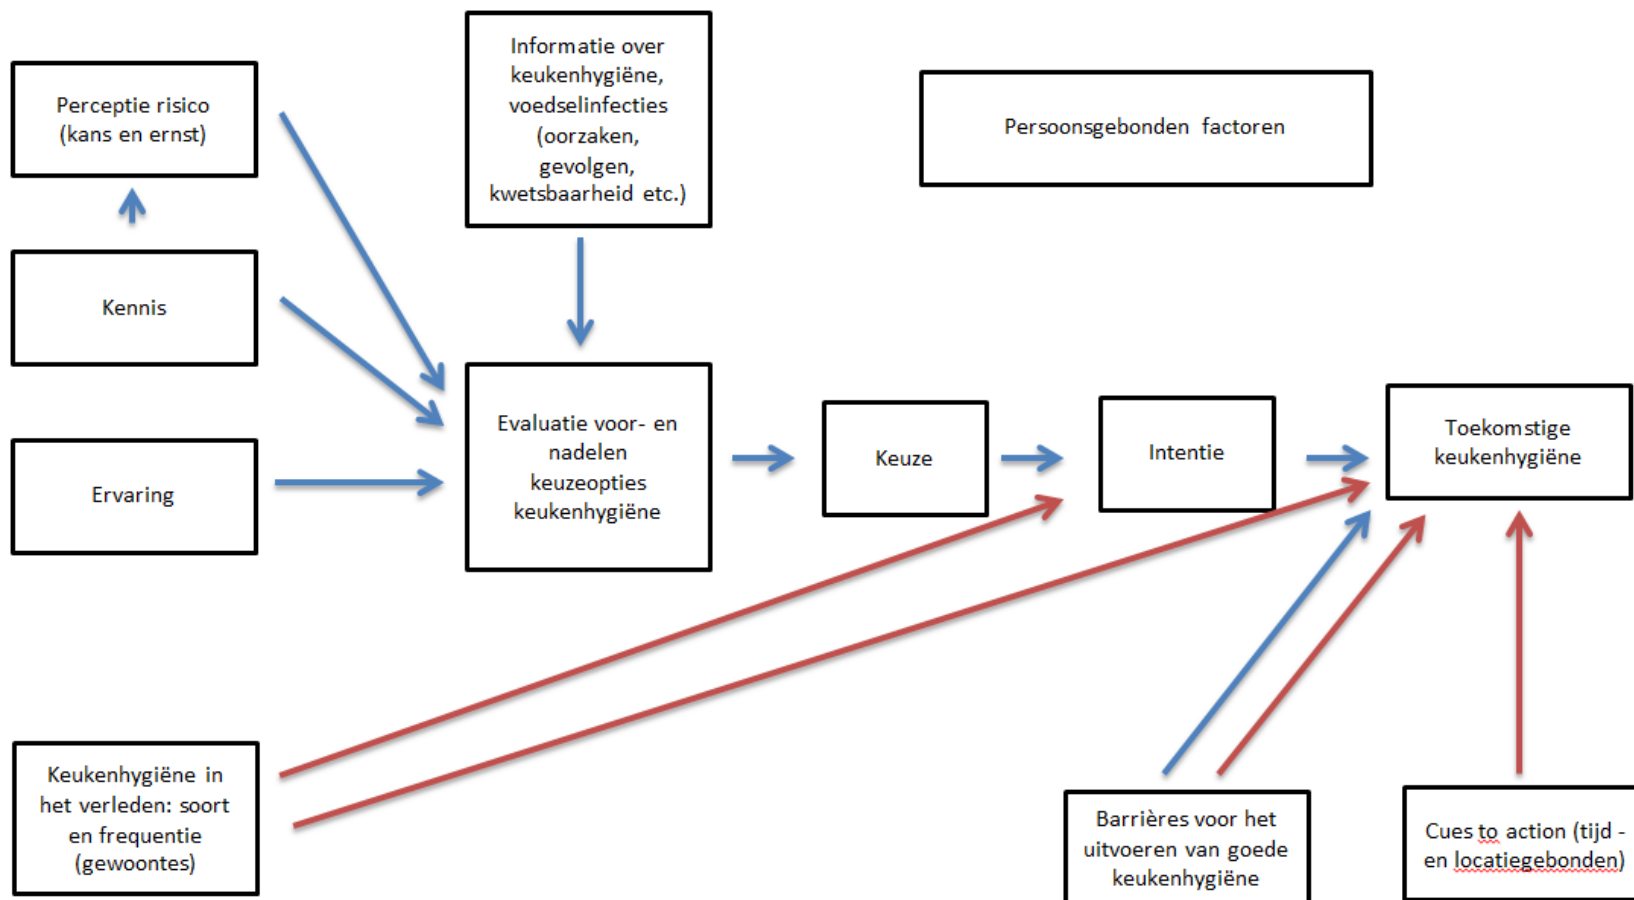 Informatie over
keukenhygiëne,
voedselinfecties
(oorzaken,
gevolgen,
kwetsbaarheid etc.)
Perceptie risico
(kans en ernst)
Persoonsgebonden factoren
Kennis
Ervaring
Evaluatie voor- en
nadelen
keuzeopties
keukenhygiëne
Keuze
Intentie
Toekomstige
keukenhygiëne
Keukenhygiëne in
het verleden: soort
en frequentie
(gewoontes)
Barrières voor het
uitvoeren van goede
keukenhygiëne
Cues to action (tijd -
en locatiegebonden)